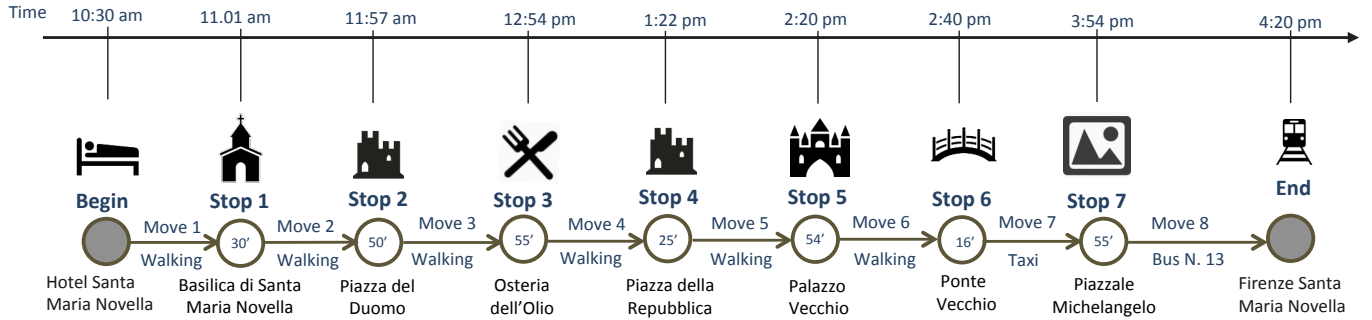 Time 10:30 am 11.01 am 11:57 am 12:54 pm 1:22 pm 2:20 pm 2:40 pm 3:54 pm 4:20 pm
Begin Stop 1 Stop 2 Stop 3 Stop 4 Stop 5 Stop 6 Stop 7 End
Move 1 Move 2 Move 3 Move 4 Move 5 Move 6 Move 7 Move 8
30’ 50’ 55’ 25’ 54’ 16’ 55’
Walking Walking Walking Walking Walking Walking Taxi Bus N. 13
Hotel Santa Basilica di Santa Piazza del Osteria Piazza della Palazzo Ponte Piazzale Firenze Santa
Maria Novella Maria Novella Duomo dell’Olio Repubblica Vecchio Vecchio Michelangelo Maria Novella